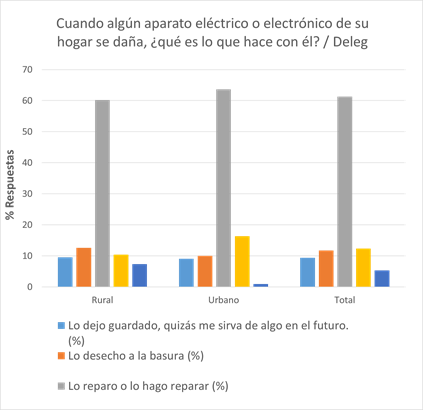 Cuando algún aparato eléctrico o electrónico de su
hogar se daña, ¿qué es lo que hace con él? / Deleg
% Respuestas
70
60
50
40
30
20
10
0
Rural
Urbano
Total
Lo dejo guardado, quizás me sirva de algo en el futuro.
(%)
Lo desecho a la basura (%)
Lo reparo o lo hago reparar (%)